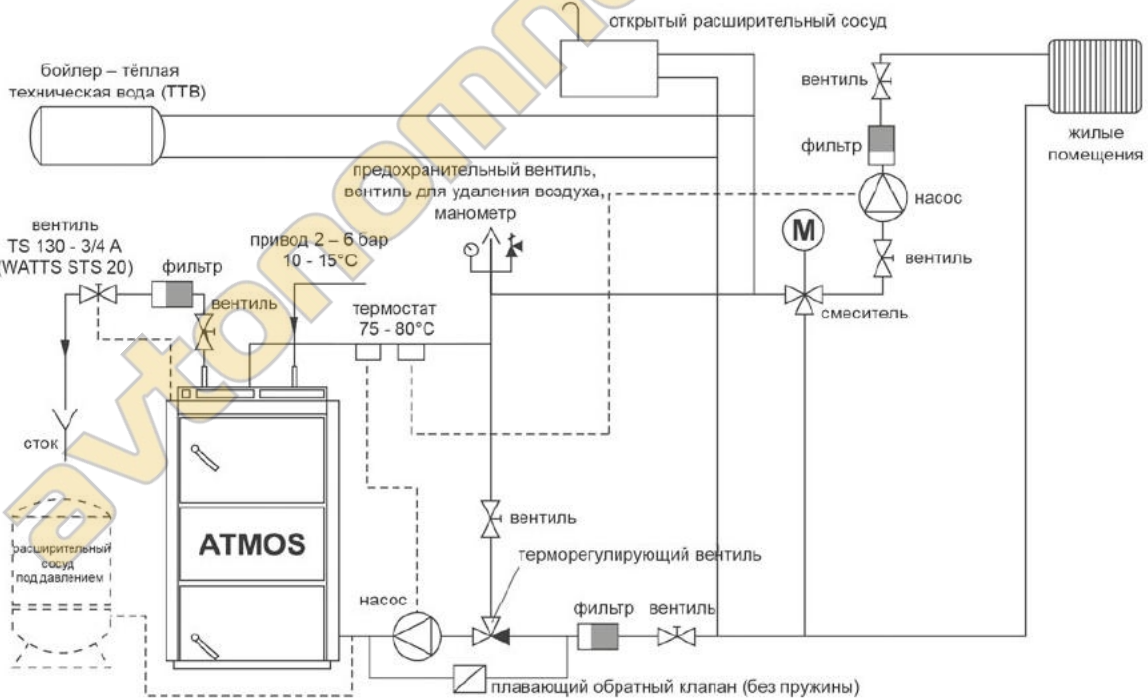 открытый расширительный сосуд
бойлер – тёплая
техническая вода (ТТВ)
вентиль
фильтр
жилые
помещения
предохранительный вентиль,
вентиль для удаления воздуха,
манометр
насос
вентиль
TS 130 - 3/4 A
(WATTS STS 20)
фильтр
привод 2 – 6 бар
10 - 15°C
M
вентиль
вентиль
термостат
75 - 80°C
смеситель
сток
вентиль
ATMOS
расширительный
сосуд
под давлением
терморегулирующий вентиль
насос
фильтр
вентиль
плавающий обратный клапан (без пружины)